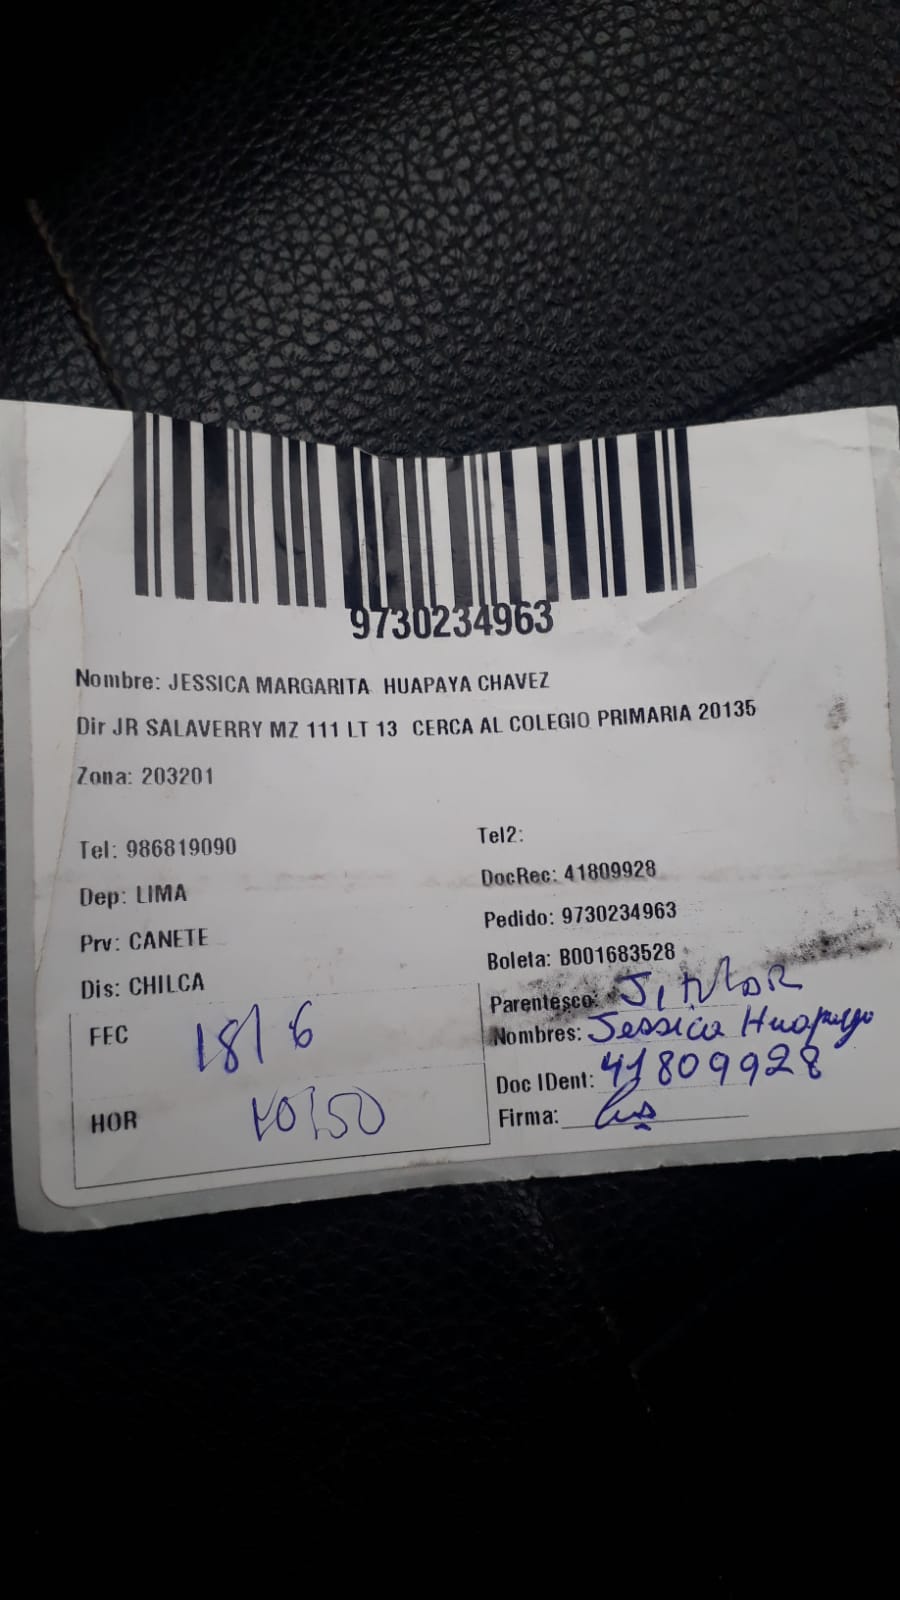 9730234963
Nombre: JESSICA MARGARITA HUAPAYA CHAVEZ
Dir JR SALAVERRY MZ 111 LT 13 CERCA AL COLEGIO PRIMARIA 20135
Zona: 203201
Tel: 986819090
Tel2:
Dep: LIMA
DocRec: 41809928
Prv: CANETE
Pedido: 9730234963
Dis: CHILCA
Boleta: B001683528
Parentesco: TITULAR
FEC 18/6
Nombres: Jessica Huapaya
Doc IDent: 41809928
HOR 10:50
Firma: